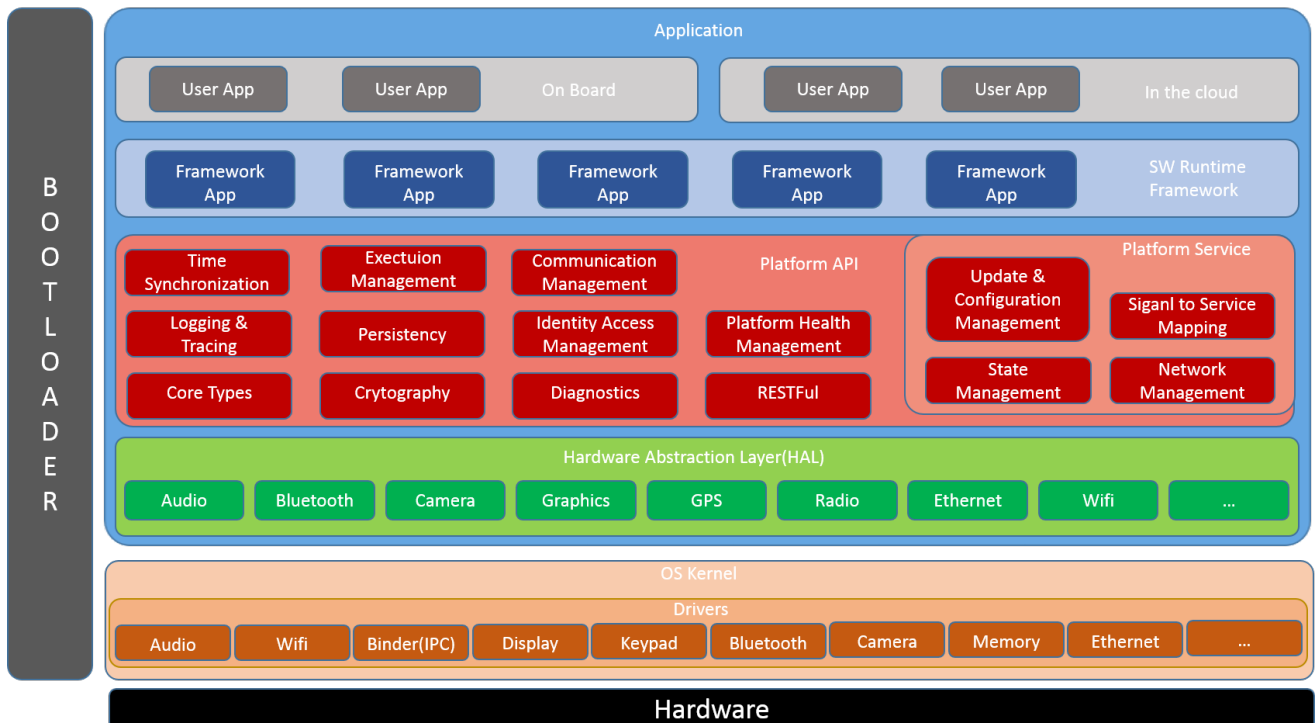 BOOTLOADER
Application
User App
User App
On Board
User App
User App
In the cloud
Framework
App
Framework
App
Framework
App
Framework
App
Framework
App
SW Runtime
Framework
Platform API
Time
Synchronization
Exectuion
Management
Communication
Management
Logging &
Tracing
Persistency
Identity Access
Management
Platform Health
Management
Core Types
Crytography
Diagnostics
RESTFul
Platform Service
Update &
Configuration
Management
Siganl to Service
Mapping
State
Management
Network
Management
Hardware Abstraction Layer(HAL)
Audio
Bluetooth
Camera
Graphics
GPS
Radio
Ethernet
Wifi
...
OS Kernel
Drivers
Audio
Wifi
Binder(IPC)
Display
Keypad
Bluetooth
Camera
Memory
Ethernet
...
Hardware